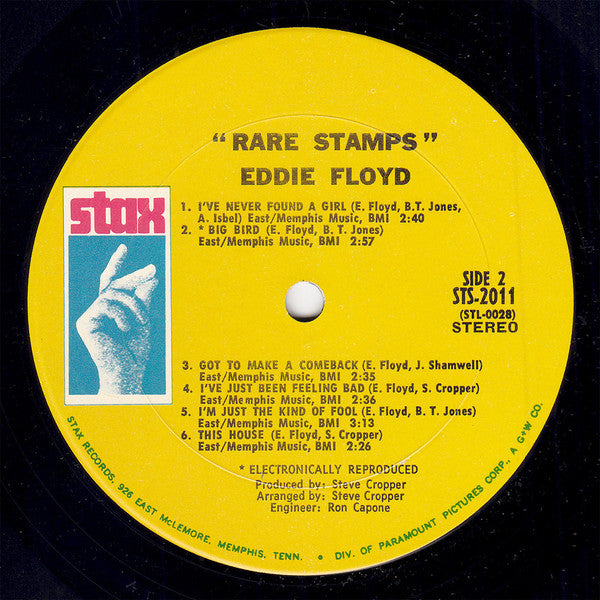 “RARE STAMPS”
EDDIE FLOYD
stax
1. I'VE NEVER FOUND A GIRL (E. Floyd, B.T. Jones,
A. Isbel) East/Memphis Music, BMI 2:40
2. * BIG BIRD (E. Floyd, B. T. Jones)
East/Memphis Music, BMI 2:57
SIDE 2
STS-2011
(STL-0028)
STEREO
3. GOT TO MAKE A COMEBACK (E. Floyd, J. Shamwell)
East/Memphis Music, BMI 2:35
4. I'VE JUST BEEN FEELING BAD (E. Floyd, S. Cropper)
East/Memphis Music, BMI 2:36
5. I'M JUST THE KIND OF FOOL (E. Floyd, B. T. Jones)
East/Memphis Music, BMI 3:13
6. THIS HOUSE (E. Floyd, S. Cropper)
East/Memphis Music, BMI 2:26
* ELECTRONICALLY REPRODUCED
Produced by: Steve Cropper
Arranged by: Steve Cropper
Engineer: Ron Capone
STAX RECORDS, 926 EAST McLEMORE, MEMPHIS, TENN. • DIV. OF PARAMOUNT PICTURES CORP., A G+W CO.